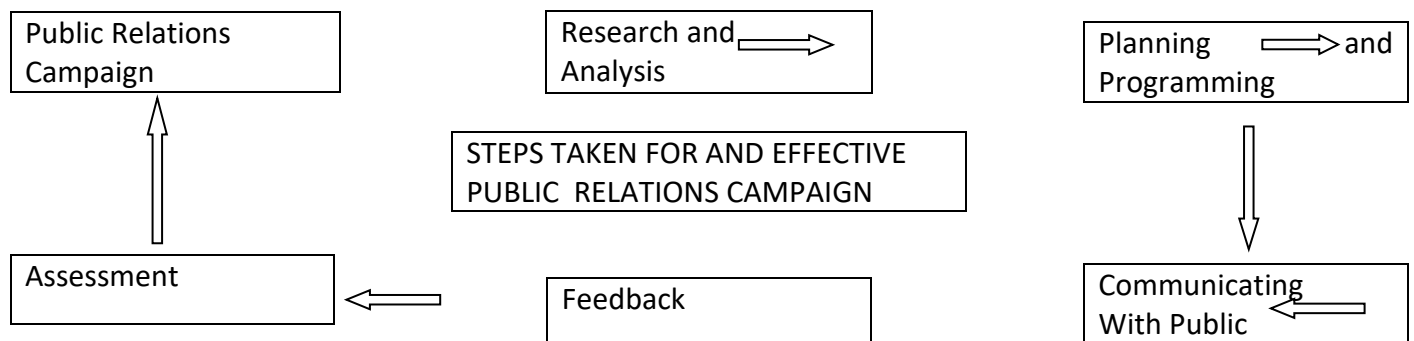 Public Relations
Campaign
Research and
Analysis
Planning and
Programming
STEPS TAKEN FOR AND EFFECTIVE
PUBLIC RELATIONS CAMPAIGN
Assessment
Feedback
Communicating
With Public